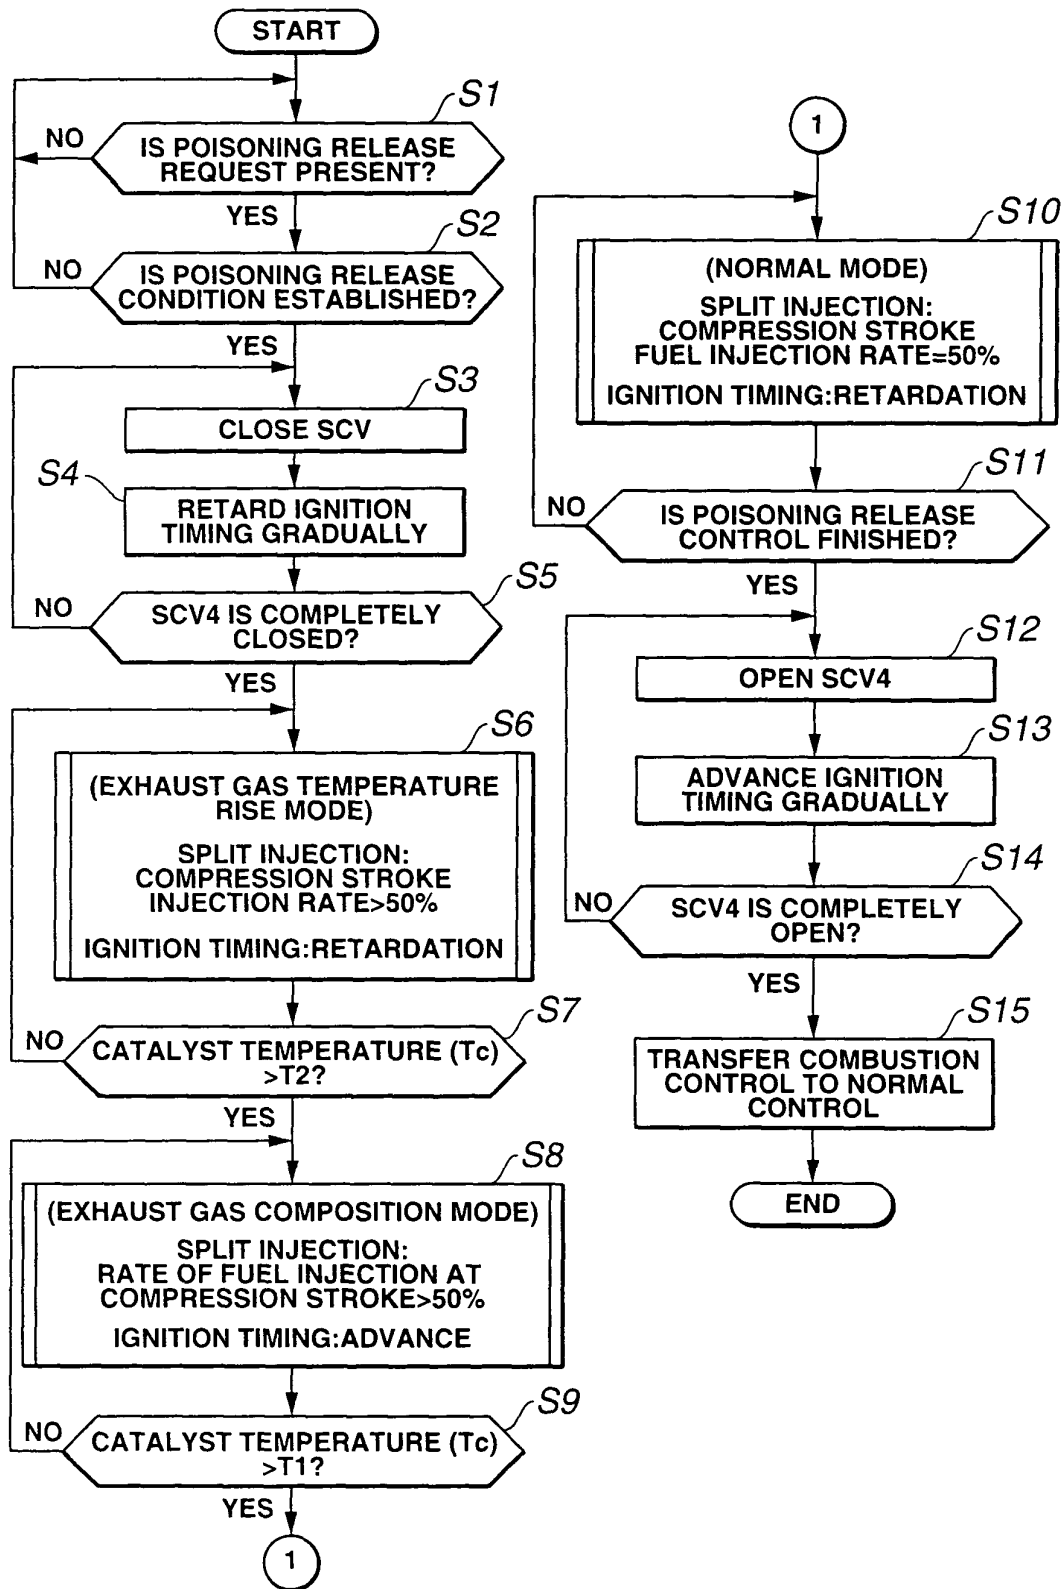 START
S1
NO
IS POISONING RELEASE
REQUEST PRESENT?
YES
S2
NO
IS POISONING RELEASE
CONDITION ESTABLISHED?
YES
S3
CLOSE SCV
S4
RETARD IGNITION
TIMING GRADUALLY
S5
NO
SCV4 IS COMPLETELY
CLOSED?
YES
S6
(EXHAUST GAS TEMPERATURE
RISE MODE)
SPLIT INJECTION:
COMPRESSION STROKE
INJECTION RATE>50%
IGNITION TIMING:RETARDATION
S7
NO
CATALYST TEMPERATURE (Tc)
>T2?
YES
S8
(EXHAUST GAS COMPOSITION MODE)
SPLIT INJECTION:
RATE OF FUEL INJECTION AT
COMPRESSION STROKE>50%
IGNITION TIMING:ADVANCE
S9
NO
CATALYST TEMPERATURE (Tc)
>T1?
YES
1
1
S10
(NORMAL MODE)
SPLIT INJECTION:
COMPRESSION STROKE
FUEL INJECTION RATE=50%
IGNITION TIMING:RETARDATION
S11
NO
IS POISONING RELEASE
CONTROL FINISHED?
YES
S12
OPEN SCV4
S13
ADVANCE IGNITION
TIMING GRADUALLY
S14
NO
SCV4 IS COMPLETELY
OPEN?
YES
S15
TRANSFER COMBUSTION
CONTROL TO NORMAL
CONTROL
END